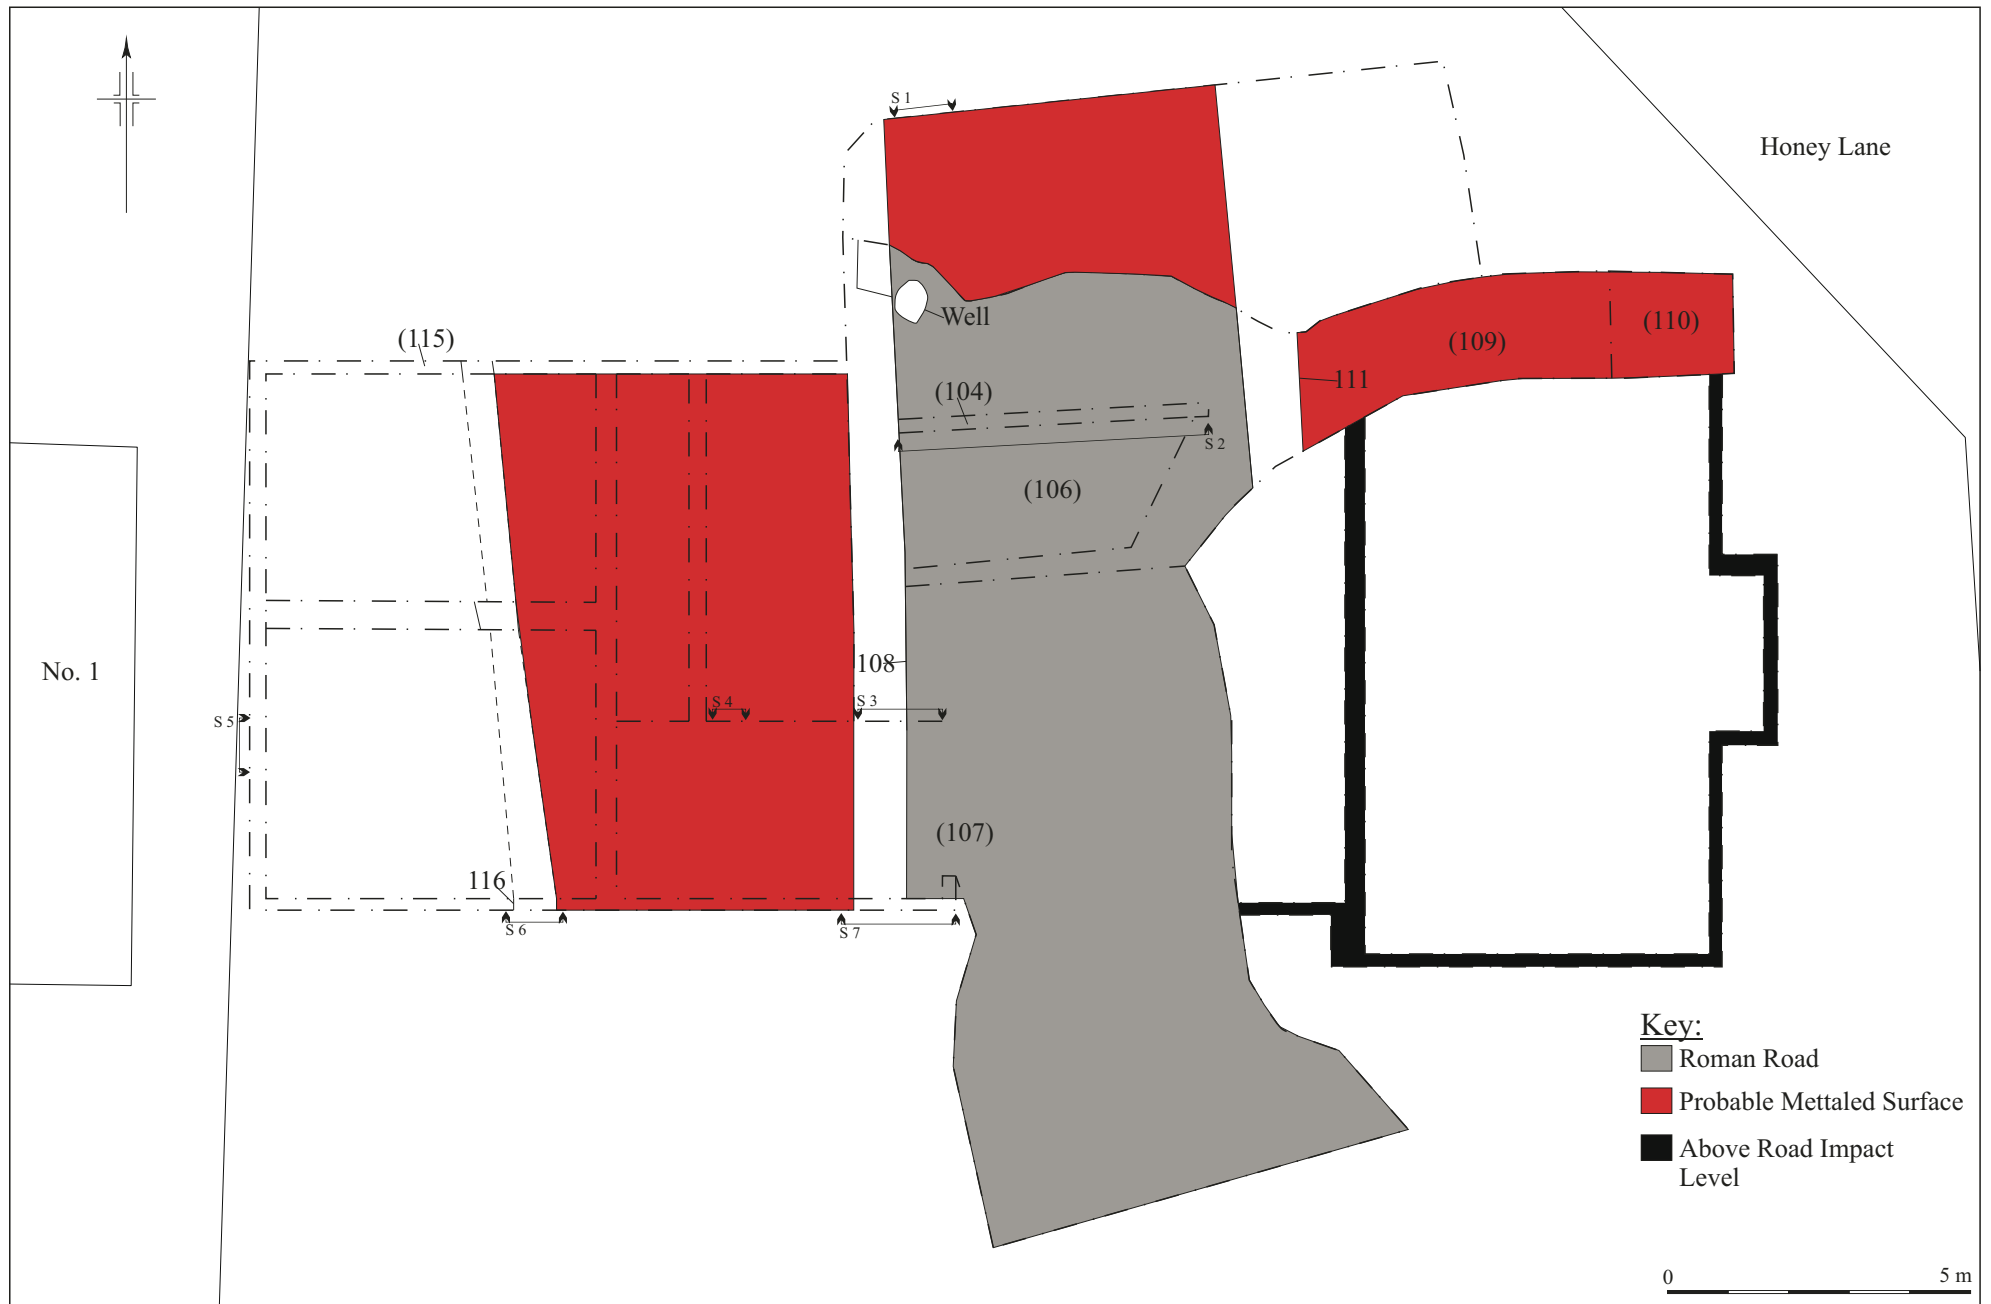 S 1
Honey Lane
Well
(115)
(110)
(109)
111
(104)
S 2
(106)
108
No. 1
S 5
S 4
S 3
(107)
116
S 6
S 7
Key:
Roman Road
Probable Mettaled Surface
Above Road Impact
Level
0
5 m